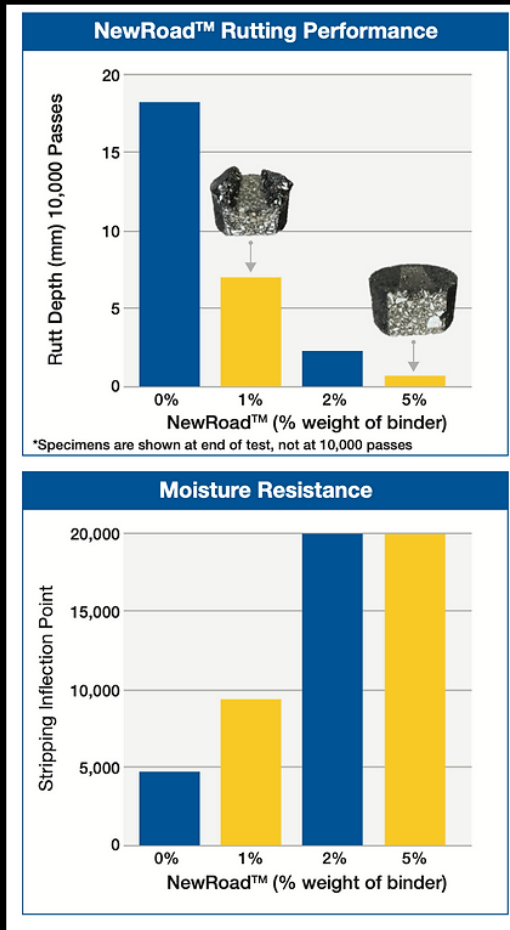 NewRoad™ Rutting Performance
Rutt Depth (mm) 10,000 Passes
20
15
10
5
0
0% 1% 2% 5%
NewRoad™ (% weight of binder)
*Specimens are shown at end of test, not at 10,000 passes
Moisture Resistance
Stripping Inflection Point
20,000
15,000
10,000
5,000
0
0% 1% 2% 5%
NewRoad™ (% weight of binder)